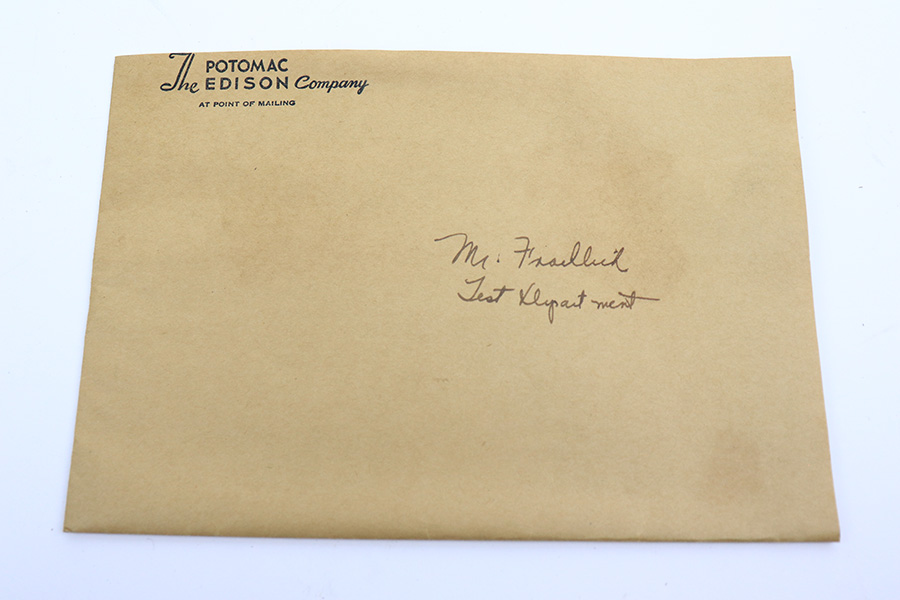 The POTOMAC
EDISON Company
AT POINT OF MAILING
Mr.
Test Department